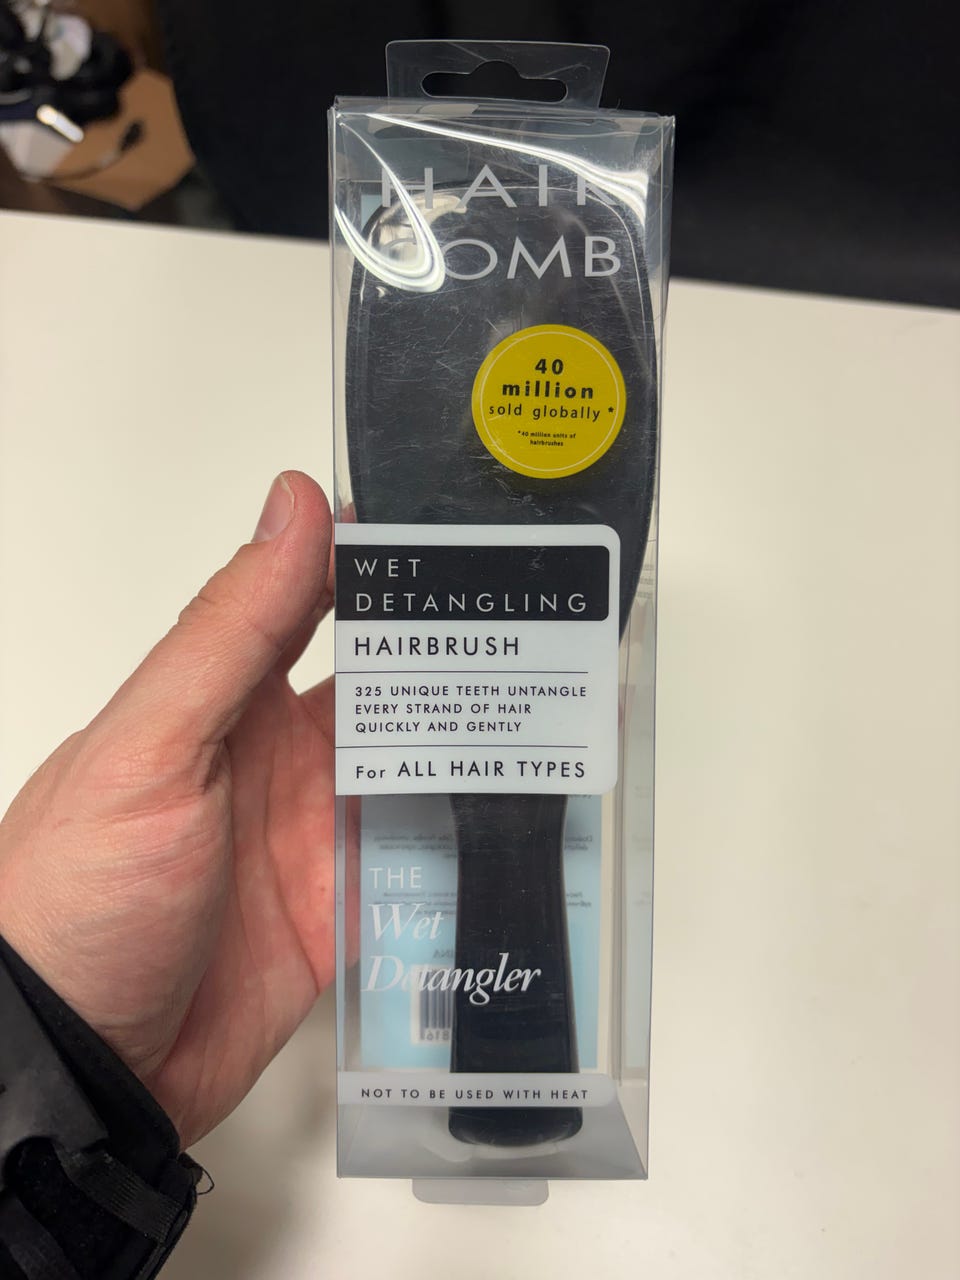 HAIR
COMB
40
million
sold globally *
*40 million units of
hairbrushes
WET
DETANGLING
HAIRBRUSH
325 UNIQUE TEETH UNTANGLE
EVERY STRAND OF HAIR
QUICKLY AND GENTLY
For ALL HAIR TYPES
THE
Wet
Detangler
NOT TO BE USED WITH HEAT